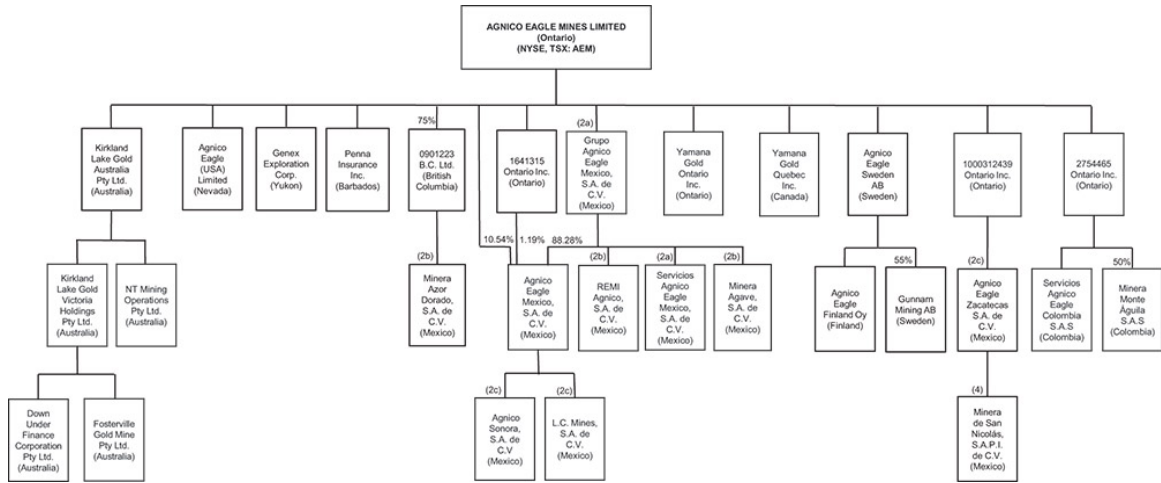 AGNICO EAGLE MINES LIMITED
(Ontario)
(NYSE, TSX: AEM)
Kirkland
Lake Gold
Australia
Pty Ltd.
(Australia)
Agnico
Eagle
(USA)
Limited
(Nevada)
Genex
Exploration
Corp.
(Yukon)
Penna
Insurance
Inc.
(Barbados)
75%
0901223
B.C. Ltd.
(British
Columbia)
1641315
Ontario Inc.
(Ontario)
(2a)
Grupo
Agnico
Eagle
Mexico,
S.A. de
C.V.
(Mexico)
Yamana
Gold
Ontario
Inc.
(Ontario)
Yamana
Gold
Quebec
Inc.
(Canada)
Agnico
Eagle
Sweden
AB
(Sweden)
1000312439
Ontario Inc.
(Ontario)
2754465
Ontario Inc.
(Ontario)
Kirkland
Lake Gold
Victoria
Holdings
Pty Ltd.
(Australia)
NT Mining
Operations
Pty Ltd.
(Australia)
(2b)
Minera
Azor
Dorado,
S.A. de
C.V.
(Mexico)
10.54%
1.19%
88.28%
Agnico
Eagle
Mexico, S.A.
de C.V.
(Mexico)
(2b)
REMI
Agnico,
S.A. de
C.V.
(Mexico)
(2a)
Servicios
Agnico
Eagle
Mexico,
S.A. de
C.V.
(Mexico)
(2b)
Minera
Agave,
S.A. de
C.V.
(Mexico)
Agnico
Eagle
Finland Oy
(Finland)
55%
Gunnarn
Mining AB
(Sweden)
(2c)
Agnico
Eagle
Zacatecas
S.A. de
C.V.
(Mexico)
Servicios
Agnico
Eagle
Colombia
S.A.S
(Colombia)
50%
Minera
Monte
Águila
S.A.S
(Colombia)
Down
Under
Finance
Corporation
Pty Ltd.
(Australia)
Fosterville
Gold Mine
Pty Ltd.
(Australia)
(2c)
Agnico
Sonora,
S.A. de
C.V
(Mexico)
(2c)
L.C. Mines,
S.A. de
C.V.
(Mexico)
(4)
Minera
de San
Nicolás,
S.A.P.I.
de C.V.
(Mexico)